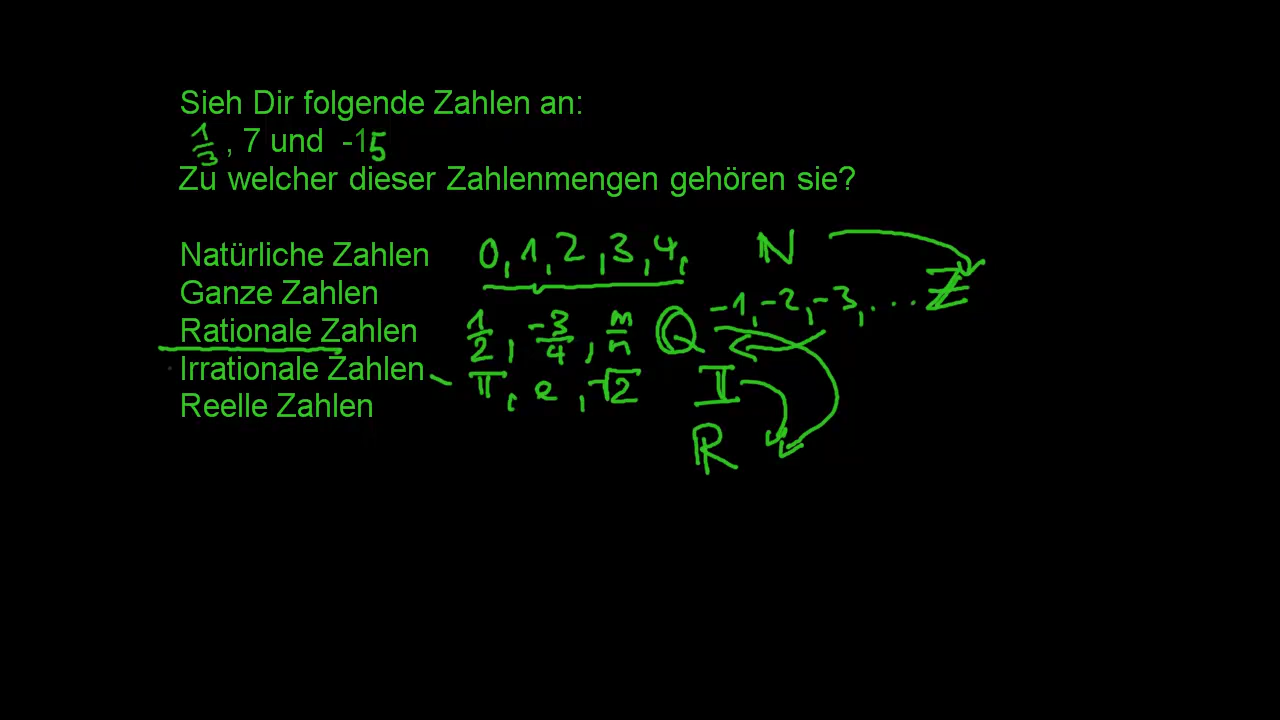 Sieh Dir folgende Zahlen an:
1/3 , 7 und -15
Zu welcher dieser Zahlenmengen gehören sie?
Natürliche Zahlen 0, 1, 2, 3, 4, N
Ganze Zahlen -1, -2, -3, ... Z
Rationale Zahlen 1/2, -3/4, m/n Q
Irrationale Zahlen π, e, √2 I
Reelle Zahlen R